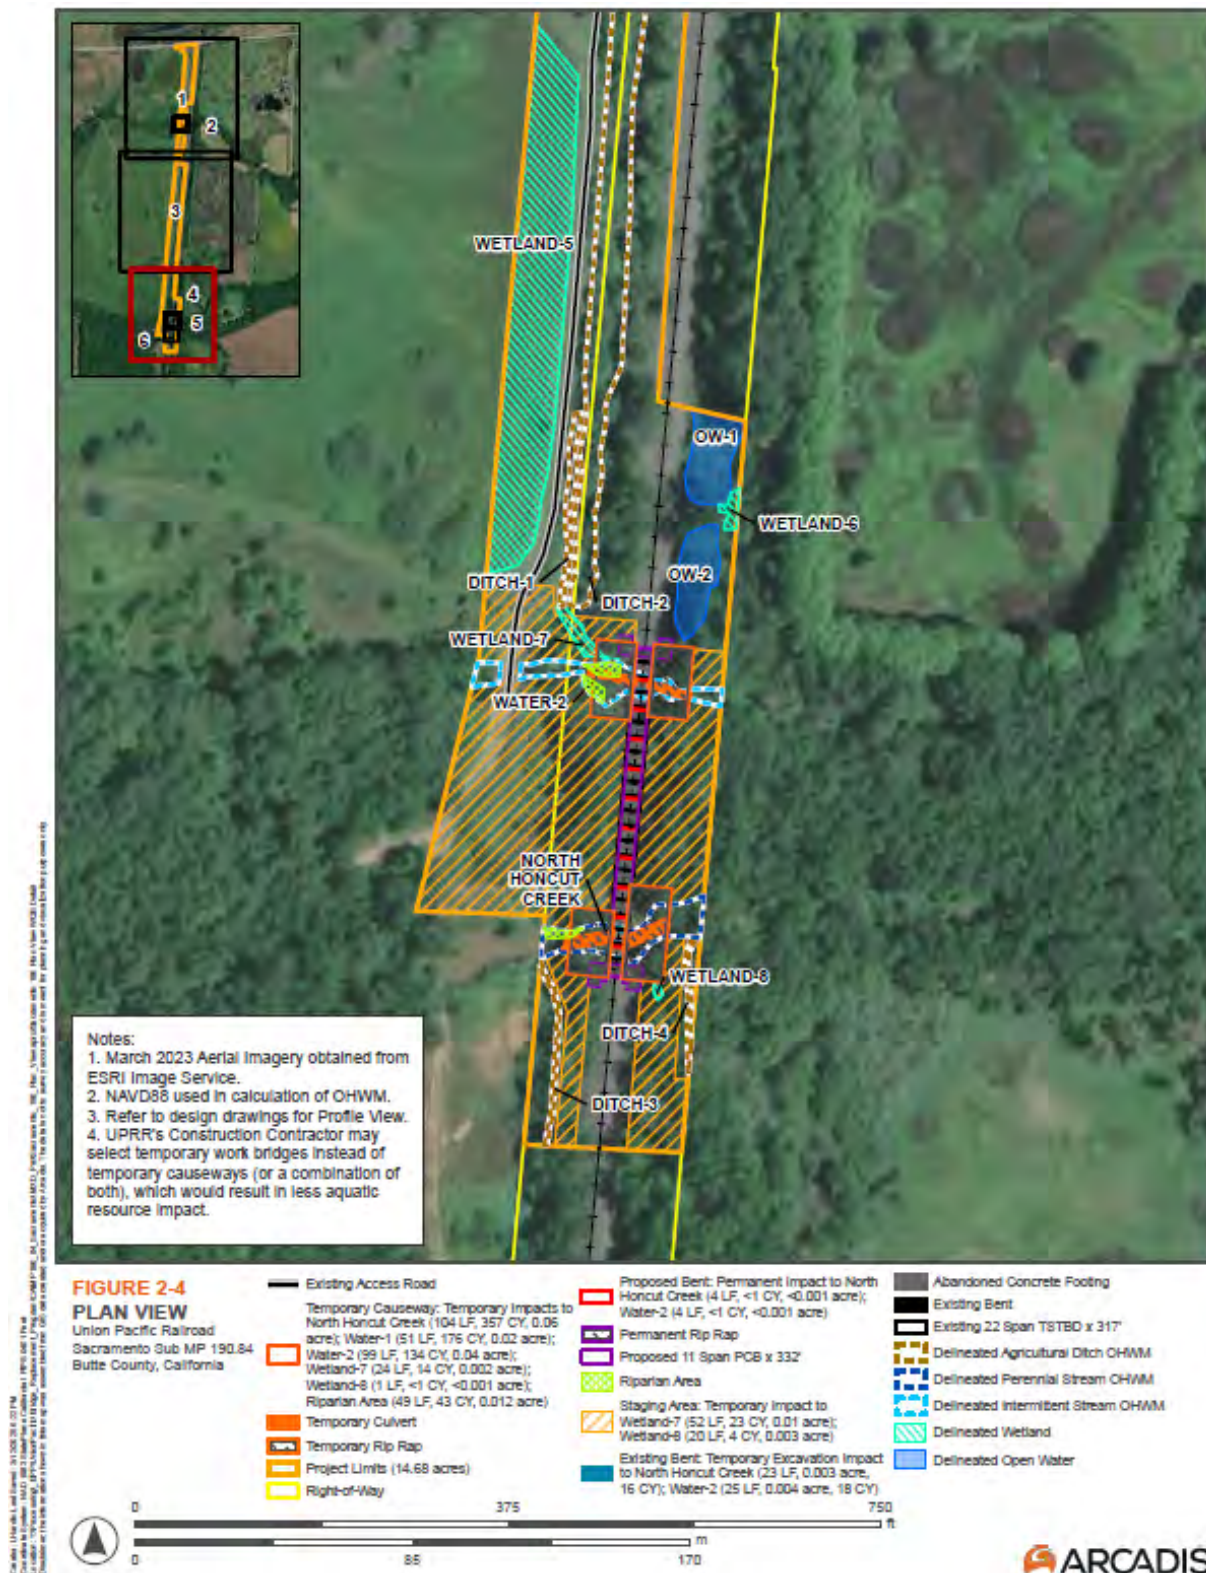 1
2
3
4
5
6
WETLAND-5
OW-1
WETLAND-6
OW-2
DITCH-1
DITCH-2
WETLAND-7
WATER-2
NORTH
HONCUT
CREEK
WETLAND-8
DITCH-4
DITCH-3
Notes:
1. March 2023 Aerial Imagery obtained from
ESRI Image Service.
2. NAVD88 used in calculation of OHWM.
3. Refer to design drawings for Profile View.
4. UPRR's Construction Contractor may
select temporary work bridges instead of
temporary causeways (or a combination of
both), which would result in less aquatic
resource impact.
FIGURE 2-4
PLAN VIEW
Union Pacific Railroad
Sacramento Sub MP 190.84
Butte County, California
Existing Access Road
Temporary Causeway: Temporary Impacts to
North Honcut Creek (104 LF, 357 CY, 0.06
acre); Water-1 (51 LF, 176 CY, 0.02 acre);
Water-2 (99 LF, 134 CY, 0.04 acre);
Wetland-7 (24 LF, 14 CY, 0.002 acre);
Wetland-8 (1 LF, <1 CY, <0.001 acre);
Riparian Area (49 LF, 43 CY, 0.012 acre)
Temporary Culvert
Temporary Rip Rap
Project Limits (14.68 acres)
Right-of-Way
Proposed Bent: Permanent Impact to North
Honcut Creek (4 LF, <1 CY, <0.001 acre);
Water-2 (4 LF, <1 CY, <0.001 acre)
Permanent Rip Rap
Proposed 11 Span PCB x 332'
Riparian Area
Staging Area: Temporary Impact to
Wetland-7 (52 LF, 23 CY, 0.01 acre);
Wetland-8 (20 LF, 4 CY, 0.003 acre)
Existing Bent: Temporary Excavation Impact
to North Honcut Creek (23 LF, 0.003 acre,
16 CY); Water-2 (25 LF, 0.004 acre, 18 CY)
Abandoned Concrete Footing
Existing Bent
Existing 22 Span TSTBD x 317'
Delineated Agricultural Ditch OHWM
Delineated Perennial Stream OHWM
Delineated Intermittent Stream OHWM
Delineated Wetland
Delineated Open Water
0 375 750
ft
m
0 85 170
ARCADIS